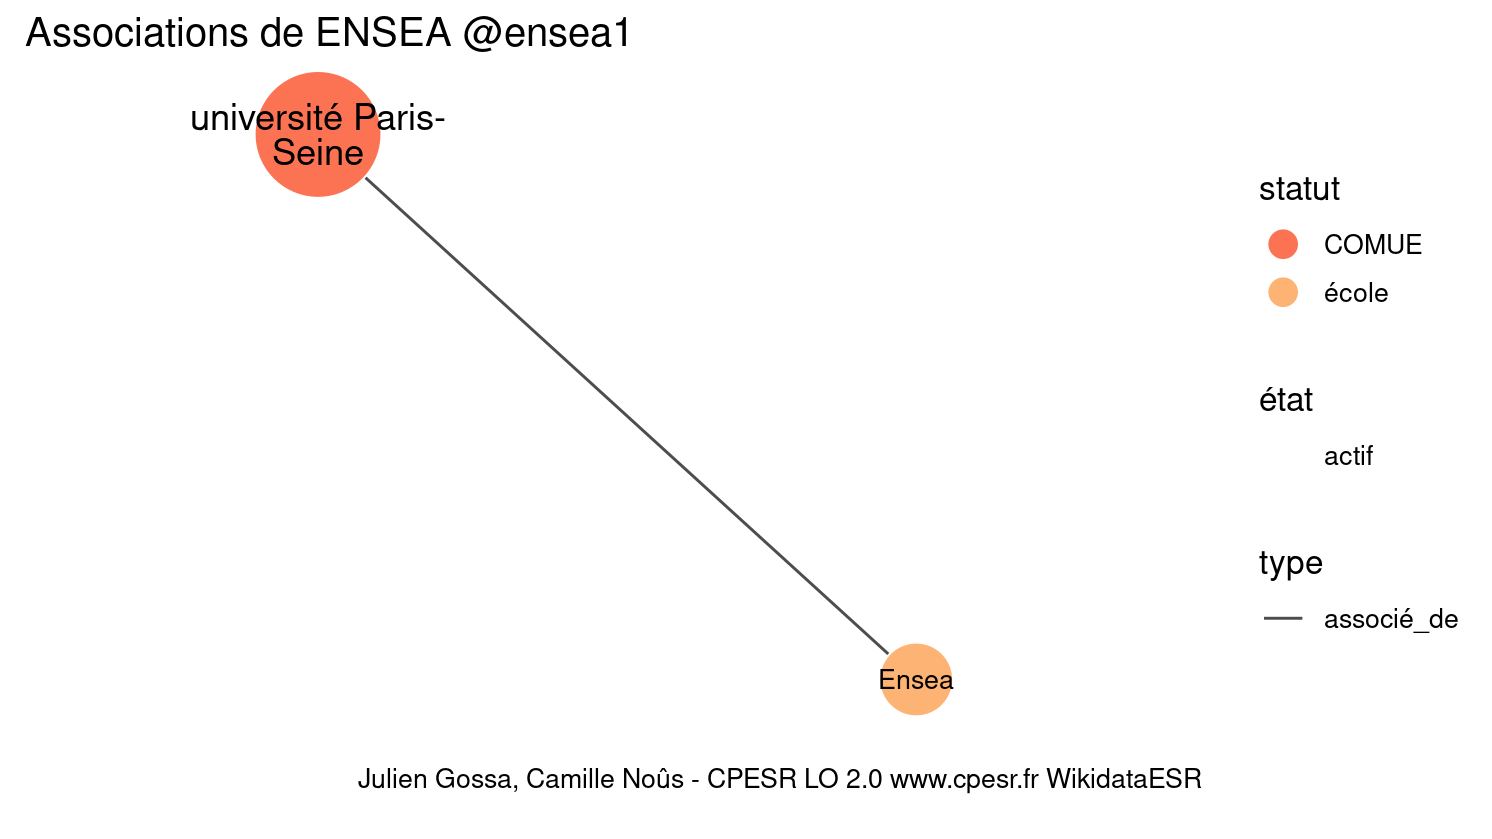 Associations de ENSEA @ensea1
université Paris-
Seine
statut
COMUE
école
état
actif
type
associé_de
Ensea
Julien Gossa, Camille Noûs - CPESR LO 2.0 www.cpesr.fr WikidataESR